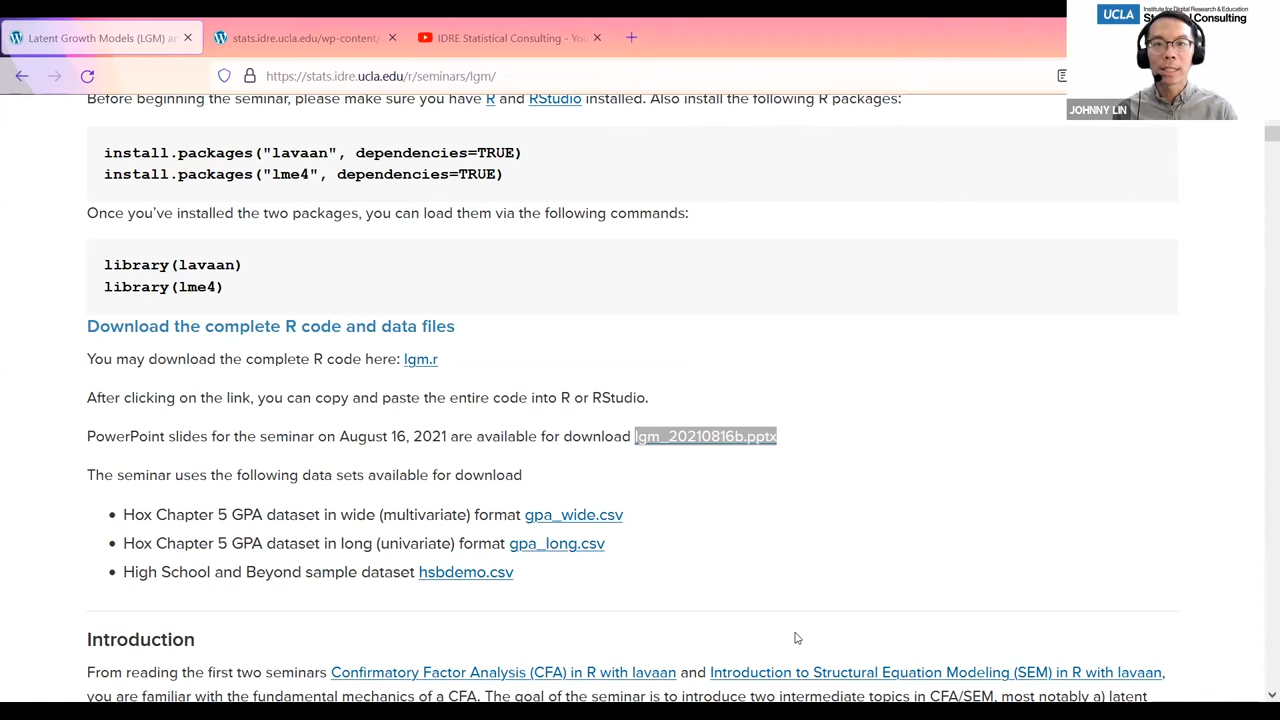 UCLA Institute for Digital Research & Education
Statistical Consulting
Latent Growth Models (LGM) an
stats.idre.ucla.edu/wp-content/
IDRE Statistical Consulting - You
https://stats.idre.ucla.edu/r/seminars/lgm/
JOHNNY LIN
Before beginning the seminar, please make sure you have R and RStudio installed. Also install the following R packages:
install.packages("lavaan", dependencies=TRUE)
install.packages("lme4", dependencies=TRUE)
Once you’ve installed the two packages, you can load them via the following commands:
library(lavaan)
library(lme4)
Download the complete R code and data files
You may download the complete R code here: lgm.r
After clicking on the link, you can copy and paste the entire code into R or RStudio.
PowerPoint slides for the seminar on August 16, 2021 are available for download lgm_20210816b.pptx
The seminar uses the following data sets available for download
• Hox Chapter 5 GPA dataset in wide (multivariate) format gpa_wide.csv
• Hox Chapter 5 GPA dataset in long (univariate) format gpa_long.csv
• High School and Beyond sample dataset hsbdemo.csv
Introduction
From reading the first two seminars Confirmatory Factor Analysis (CFA) in R with lavaan and Introduction to Structural Equation Modeling (SEM) in R with lavaan,
you are familiar with the fundamental mechanics of a CFA. The goal of the seminar is to introduce two intermediate topics in CFA/SEM, most notably a) latent